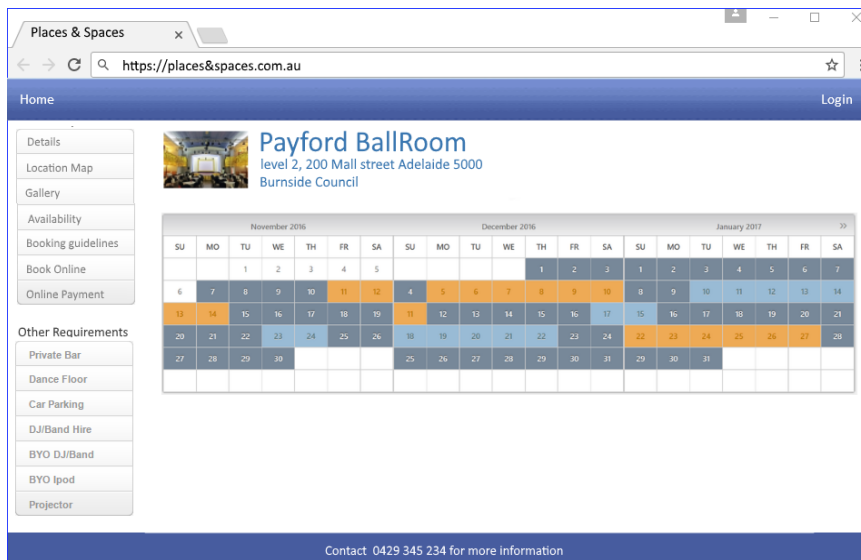 Places & Spaces
https://places&spaces.com.au
Home Login
Details
Location Map
Gallery
Availability
Booking guidelines
Book Online
Online Payment
Other Requirements
Private Bar
Dance Floor
Car Parking
DJ/Band Hire
BYO DJ/Band
BYO Ipod
Projector
Payford BallRoom
level 2, 200 Mall street Adelaide 5000
Burnside Council
November 2016 December 2016 January 2017 »
SU MO TU WE TH FR SA SU MO TU WE TH FR SA SU MO TU WE TH FR SA
1 2 3 4 5 1 2 3 1 2 3 4 5 6 7
6 7 8 9 10 11 12 4 5 6 7 8 9 10 8 9 10 11 12 13 14
13 14 15 16 17 18 19 11 12 13 14 15 16 17 15 16 17 18 19 20 21
20 21 22 23 24 25 26 18 19 20 21 22 23 24 22 23 24 25 26 27 28
27 28 29 30 25 26 27 28 29 30 31 29 30 31
Contact 0429 345 234 for more information